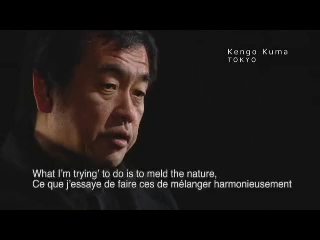 Kengo Kuma
TOKYO
What I'm trying' to do is to meld the nature,
Ce que j'essaye de faire ces de mélanger harmonieusement